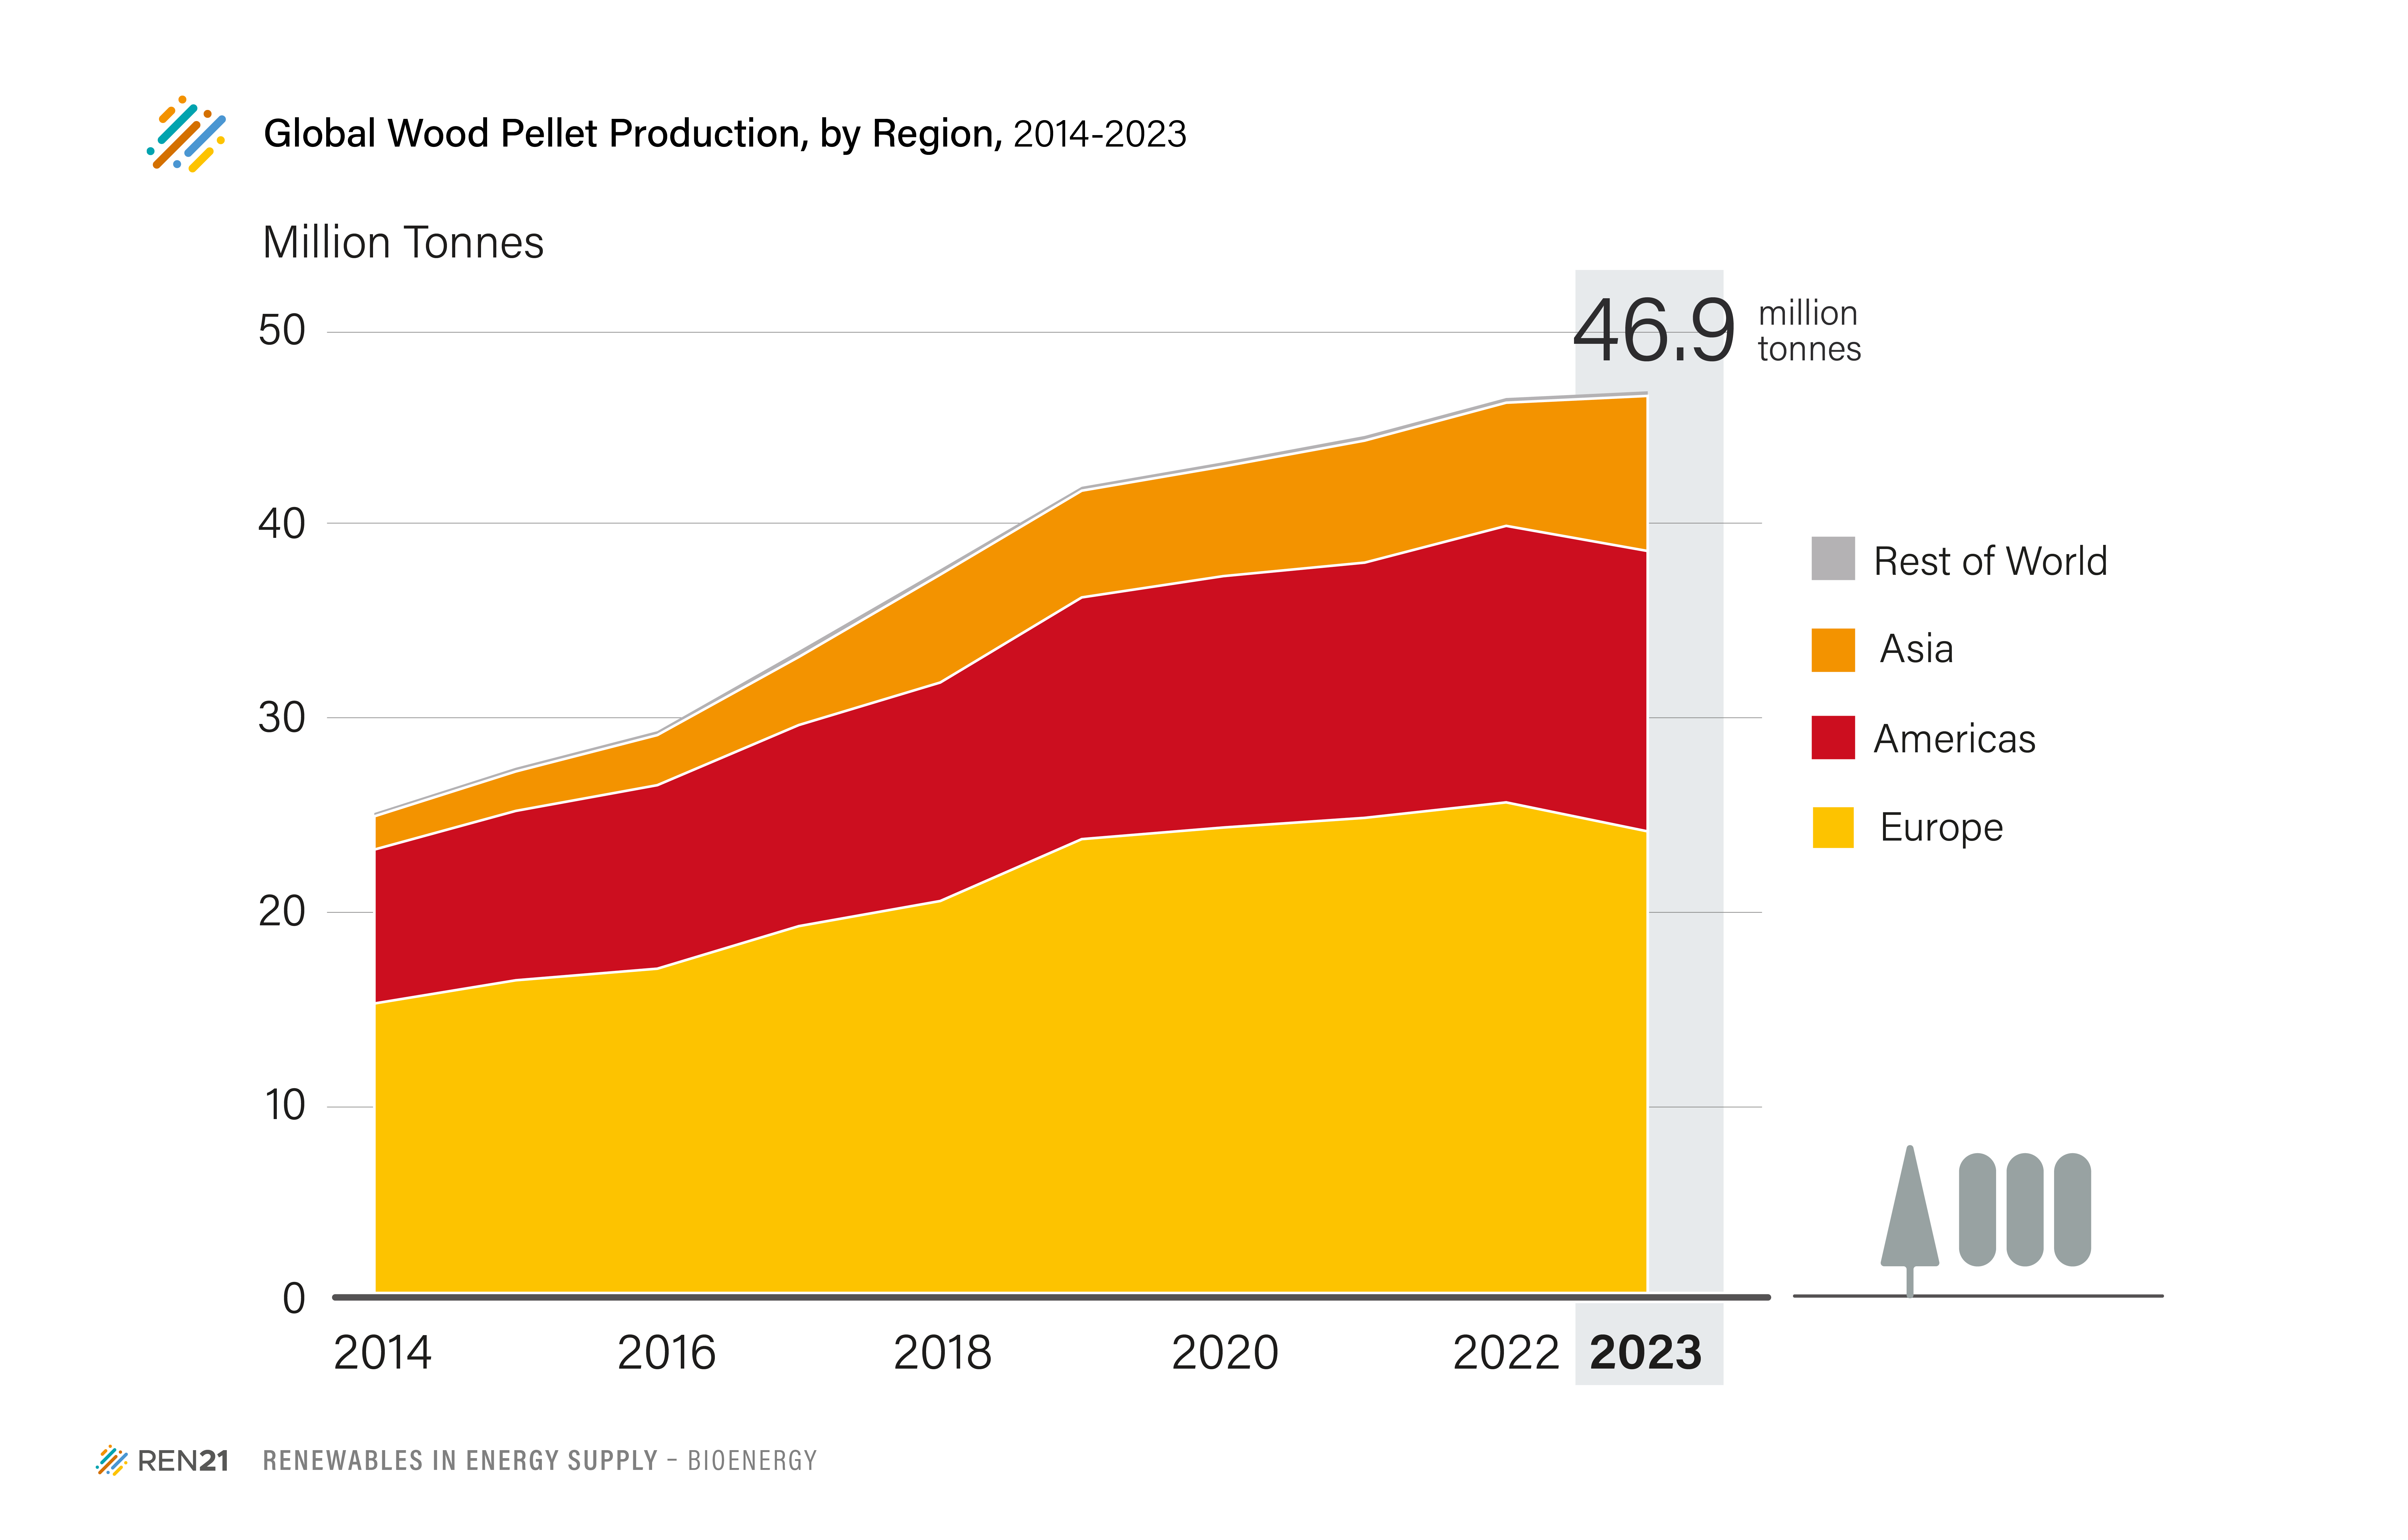 Global Wood Pellet Production, by Region, 2014-2023
Million Tonnes
50
46.9
million
tonnes
40
30
20
10
0
Rest of World
Asia
Americas
Europe
2014 2016 2018 2020 2022 2023
REN21 RENEWABLES IN ENERGY SUPPLY – BIOENERGY